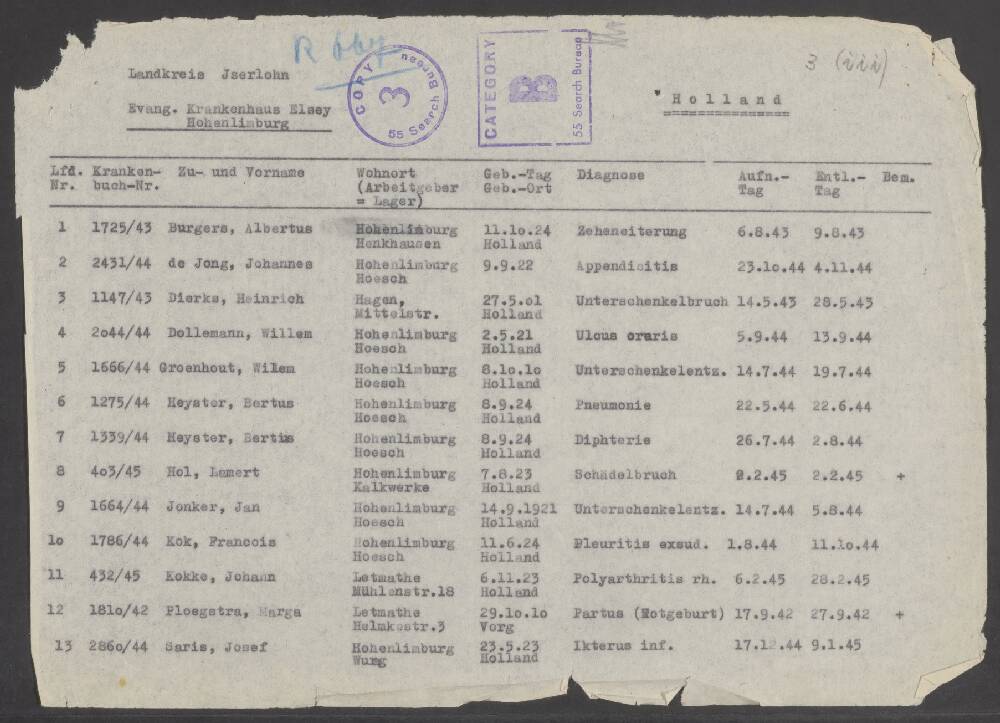 R
3 (iii)
COPY 3 55 Search Bureau
CATEGORY B 55 Search Bureau
Landkreis Jserlohn
Evang. Krankenhaus Elsey
Hohenlimburg
" Holland
Lfd. Kranken- Zu- und Vorname Wohnort Geb.-Tag Diagnose Aufn.- Entl.- Bem.
Nr. buch-Nr. (Arbeitgeber Geb.-Ort Tag Tag
= Lager)
1 1725/43 Burgers, Albertus Hohenlimburg 11.1o.24 Zeheneiterung 6.8.43 9.8.43
Henkhausen Holland
2 2431/44 de Jong, Johannes Hohenlimburg 9.9.22 Appendisitis 23.1o.44 4.11.44
Hoesch
3 1147/43 Dierks, Heinrich Hagen, 27.5.o1 Unterschenkelbruch 14.5.43 28.5.43
Mittelstr. Holland
4 2o44/44 Dollemann, Willem Hohenlimburg 2.5.21 Ulcus cruris 5.9.44 13.9.44
Hoesch Holland
5 1666/44 Groenhout, Willem Hohenlimburg 8.1o.1o Unterschenkelentz. 14.7.44 19.7.44
Hoesch Holland
6 1275/44 Heyster, Bertus Hohenlimburg 8.9.24 Pneumonie 22.5.44 22.6.44
Hoesch Holland
7 1339/44 Heyster, Bertus Hohenlimburg 8.9.24 Diphterie 26.7.44 2.8.44
Hoesch Holland
8 4o3/45 Hol, Lamert Hohenlimburg 7.8.23 Schädelbruch 2.2.45 2.2.45 +
Kalkwerke Holland
9 1664/44 Jonker, Jan Hohenlimburg 14.9.1921 Unterschenkelentz. 14.7.44 5.8.44
Hoesch Holland
1o 1786/44 Kok, Francois Hohenlimburg 11.6.24 Pleuritis exsud. 1.8.44 11.1o.44
Hoesch Holland
11 432/45 Kokke, Johann Letmathe 6.11.23 Polyarthritis rh. 6.2.45 28.2.45
Mühlenstr.18 Holland
12 181o/42 Ploegstra, Marga Letmathe 29.1o.1o Partus (Totgeburt) 17.9.42 27.9.42 +
Helmkestr.3 Vorg
13 286o/44 Saris, Josef Hohenlimburg 23.5.23 Ikterus inf. 17.12.44 9.1.45
Wurg Holland